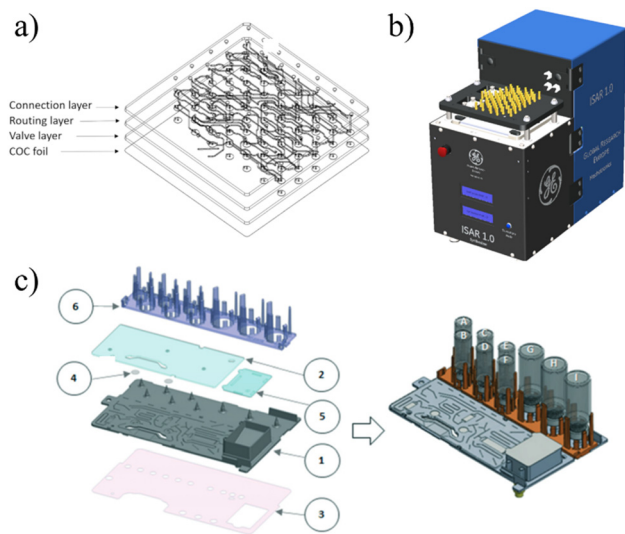 a)
b)
Connection layer
Routing layer
Valve layer
COC foil
ISAR 1.0
GLOBAL RESEARCH
EUROPE
ISAR 1.0
c)
6
2
4
5
1
3
A
B
C
D
E
F
G
H
I